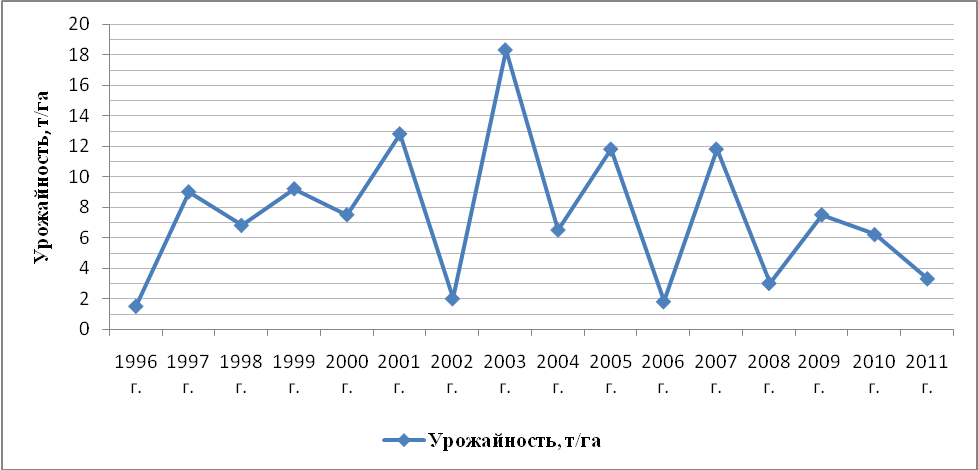 Урожайность, т/га
20
18
16
14
12
10
8
6
4
2
0
1996 г.
1997 г.
1998 г.
1999 г.
2000 г.
2001 г.
2002 г.
2003 г.
2004 г.
2005 г.
2006 г.
2007 г.
2008 г.
2009 г.
2010 г.
2011 г.
Урожайность, т/га